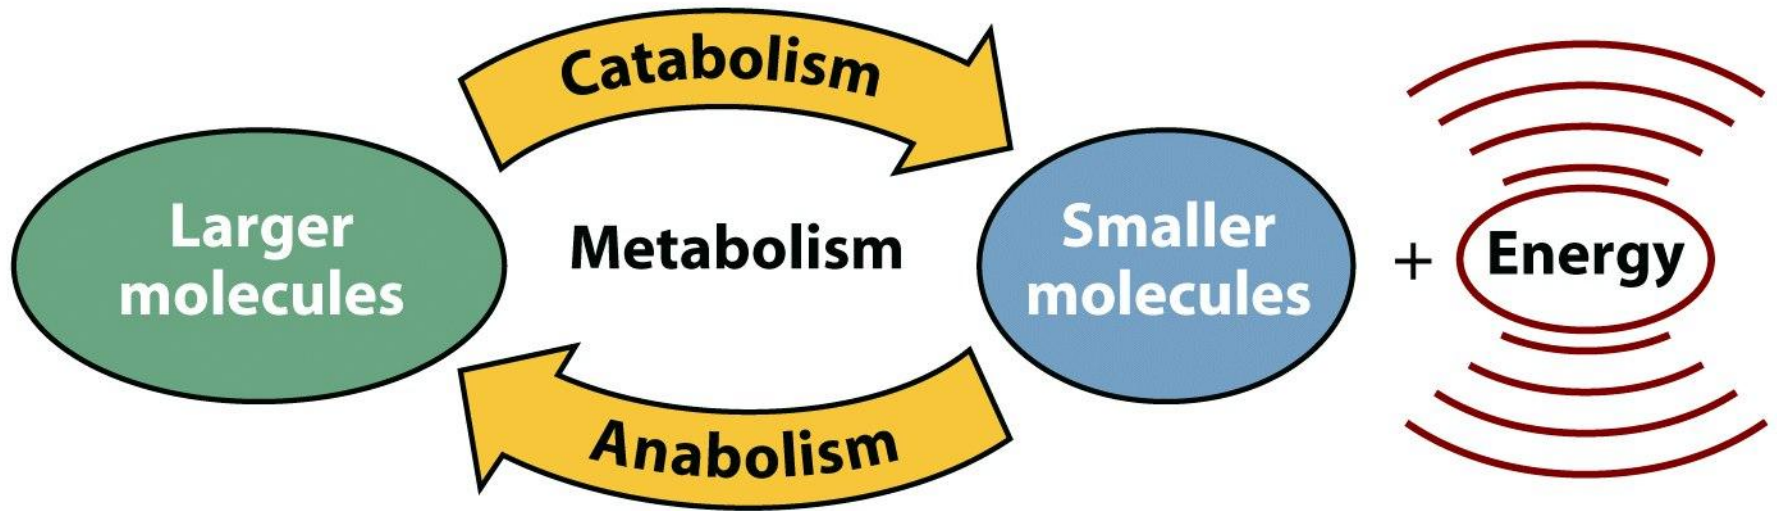 Catabolism
Larger
molecules
Metabolism
Smaller
molecules
+
Energy
Anabolism